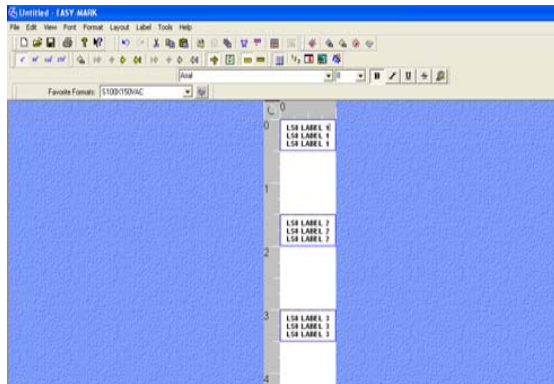 Untitled - EASY-MARK
File Edit View Font Format Layout Label Tools Help
Arial 8 B I U S
Favorite Formats: S100X150VAC
0
0
LS8 LABEL 1
LS8 LABEL 1
LS8 LABEL 1
1
LS8 LABEL 2
LS8 LABEL 2
LS8 LABEL 2
2
3
LS8 LABEL 3
LS8 LABEL 3
LS8 LABEL 3
4